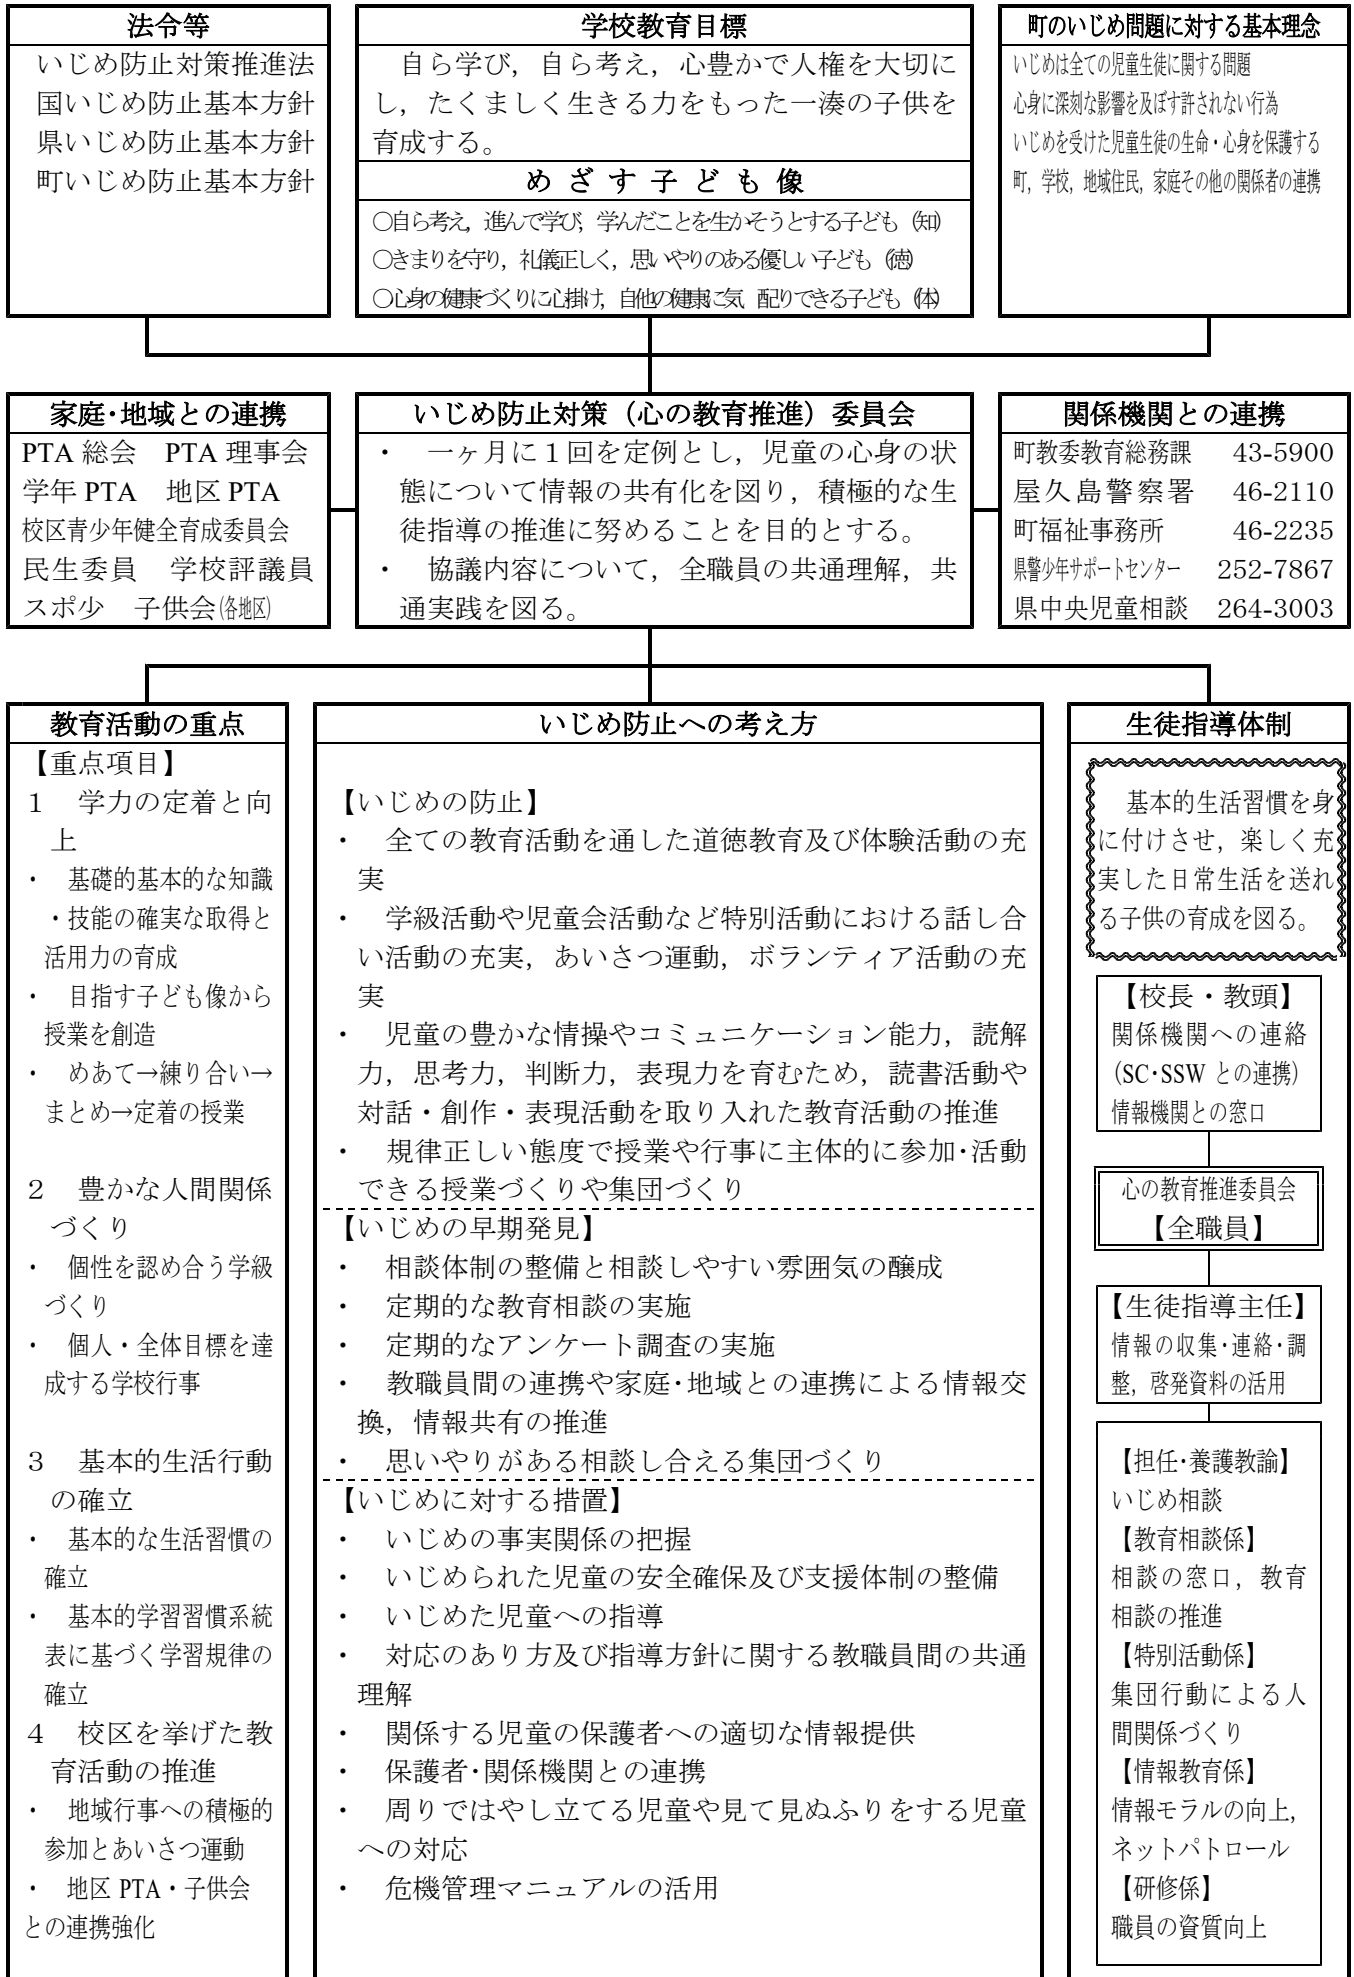 法令等
いじめ防止対策推進法
国いじめ防止基本方針
県いじめ防止基本方針
町いじめ防止基本方針
学校教育目標
自ら学び，自ら考え，心豊かで人権を大切に
し，たくましく生きる力をもった一湊の子供を
育成する。
めざす子ども像
○自ら考え，進んで学び，学んだことを生かそうとする子ども（知）
○きまりを守り，礼儀正しく，思いやりのある優しい子ども（徳）
○心身の健康づくりに心掛け，自他の健康に気 配りできる子ども（体）
町のいじめ問題に対する基本理念
いじめは全ての児童生徒に関する問題
心身に深刻な影響を及ぼす許されない行為
いじめを受けた児童生徒の生命・心身を保護する
町，学校，地域住民，家庭その他の関係者の連携
家庭・地域との連携
PTA 総会　PTA 理事会
学年 PTA　地区 PTA
校区青少年健全育成委員会
民生委員　学校評議員
スポ少　子供会(各地区)
いじめ防止対策（心の教育推進）委員会
・　一ヶ月に１回を定例とし，児童の心身の状
態について情報の共有化を図り，積極的な生
徒指導の推進に努めることを目的とする。
・　協議内容について，全職員の共通理解，共
通実践を図る。
関係機関との連携
町教委教育総務課　43-5900
屋久島警察署　46-2110
町福祉事務所　46-2235
県警少年サポートセンター　252-7867
県中央児童相談　264-3003
教育活動の重点
【重点項目】
１　学力の定着と向
上
・　基礎的基本的な知識
・技能の確実な取得と
活用力の育成
・　目指す子ども像から
授業を創造
・　めあて→練り合い→
まとめ→定着の授業
２　豊かな人間関係
づくり
・　個性を認め合う学級
づくり
・　個人・全体目標を達
成する学校行事
３　基本的生活行動
の確立
・　基本的な生活習慣の
確立
・　基本的学習習慣系統
表に基づく学習規律の
確立
４　校区を挙げた教
育活動の推進
・　地域行事への積極的
参加とあいさつ運動
・　地区 PTA・子供会
との連携強化
いじめ防止への考え方
【いじめの防止】
・　全ての教育活動を通した道徳教育及び体験活動の充
実
・　学級活動や児童会活動など特別活動における話し合
い活動の充実，あいさつ運動，ボランティア活動の充
実
・　児童の豊かな情操やコミュニケーション能力，読解
力，思考力，判断力，表現力を育むため，読書活動や
対話・創作・表現活動を取り入れた教育活動の推進
・　規律正しい態度で授業や行事に主体的に参加・活動
できる授業づくりや集団づくり
【いじめの早期発見】
・　相談体制の整備と相談しやすい雰囲気の醸成
・　定期的な教育相談の実施
・　定期的なアンケート調査の実施
・　教職員間の連携や家庭・地域との連携による情報交
換，情報共有の推進
・　思いやりがある相談し合える集団づくり
【いじめに対する措置】
・　いじめの事実関係の把握
・　いじめられた児童の安全確保及び支援体制の整備
・　いじめた児童への指導
・　対応のあり方及び指導方針に関する教職員間の共通
理解
・　関係する児童の保護者への適切な情報提供
・　保護者・関係機関との連携
・　周りではやし立てる児童や見て見ぬふりをする児童
への対応
・　危機管理マニュアルの活用
生徒指導体制
基本的生活習慣を身
に付けさせ，楽しく充
実した日常生活を送れ
る子供の育成を図る。
【校長・教頭】
関係機関への連絡
（SC・SSW との連携）
情報機関との窓口
心の教育推進委員会
【全職員】
【生徒指導主任】
情報の収集・連絡・調
整，啓発資料の活用
【担任・養護教諭】
いじめ相談
【教育相談係】
相談の窓口，教育
相談の推進
【特別活動係】
集団行動による人
間関係づくり
【情報教育係】
情報モラルの向上，
ネットパトロール
【研修係】
職員の資質向上